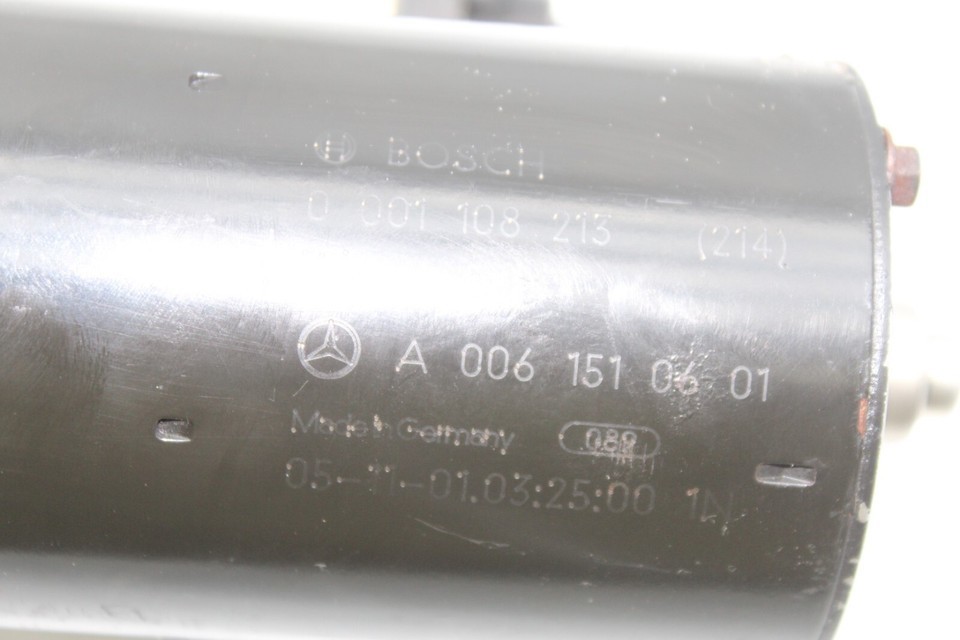 BOSCH
0 001 108 213 (214)
A 006 151 06 01
Made in Germany 089
05-11-01.03:25:00 1N